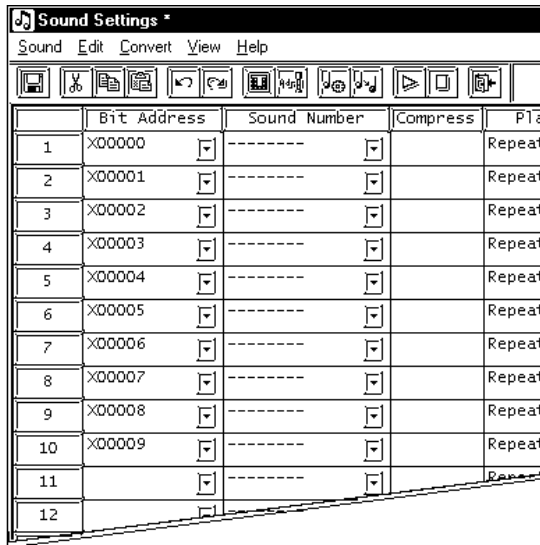 Sound Settings *
Sound Edit Convert View Help
Bit Address Sound Number Compress Pla
1 X00000 -------- Repeat
2 X00001 -------- Repeat
3 X00002 -------- Repeat
4 X00003 -------- Repeat
5 X00004 -------- Repeat
6 X00005 -------- Repeat
7 X00006 -------- Repeat
8 X00007 -------- Repeat
9 X00008 -------- Repeat
10 X00009 -------- Repeat
11 -------- Repeat
12